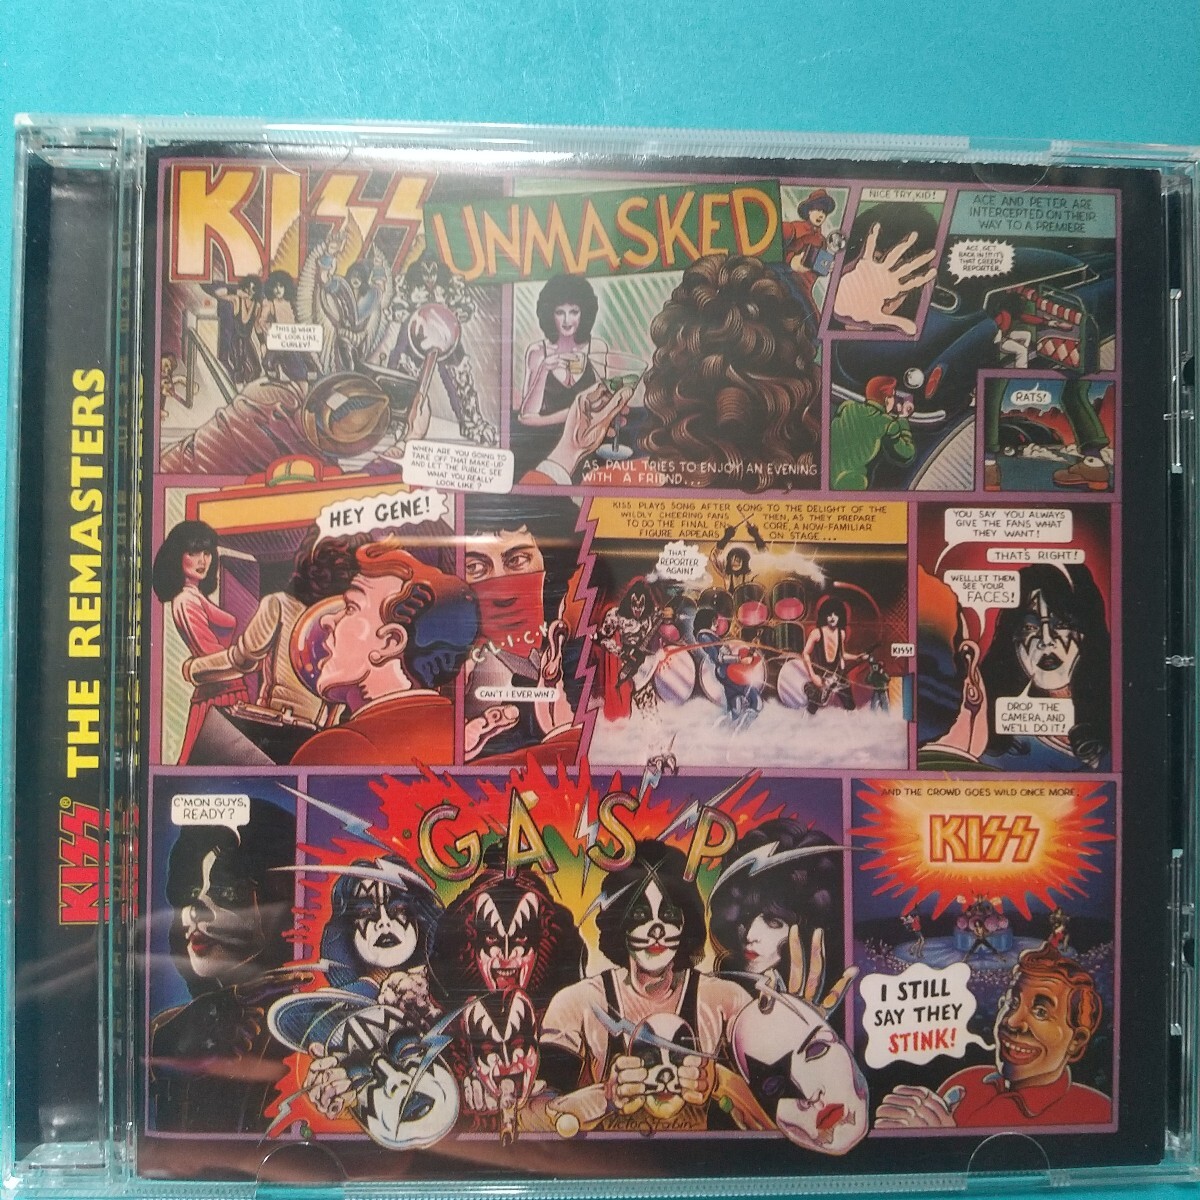 KISS® THE REMASTERS
KISS
UNMASKED
THIS IS WHAT
WE LOOK LIKE,
CURLEY!
WHEN ARE YOU GOING TO
TAKE OFF THAT MAKE-UP
AND LET THE PUBLIC SEE
WHAT YOU REALLY
LOOK LIKE?
AS PAUL TRIES TO ENJOY AN EVENING
WITH A FRIEND...
NICE TRY, KID!
ACE AND PETER ARE
INTERCEPTED ON THEIR
WAY TO A PREMIERE
ACE, GET
BACK IN!!! IT'S
THAT CREEPY
REPORTER.
RATS!
HEY GENE!
C·L·I·C·K
CAN'T I EVER WIN?
KISS PLAYS SONG AFTER SONG TO THE DELIGHT OF THE
WILDLY CHEERING FANS THEN, AS THEY PREPARE
TO DO THE FINAL EN- CORE, A NOW-FAMILIAR
FIGURE APPEARS ON STAGE...
THAT
REPORTER
AGAIN!
KISS!
YOU SAY YOU ALWAYS
GIVE THE FANS WHAT
THEY WANT!
THAT'S RIGHT!
WELL, LET THEM
SEE YOUR
FACES!
DROP THE
CAMERA, AND
WE'LL DO IT!
C'MON GUYS,
READY?
GASP
Victor Stabin
AND THE CROWD GOES WILD ONCE MORE.
KISS
I STILL
SAY THEY
STINK!